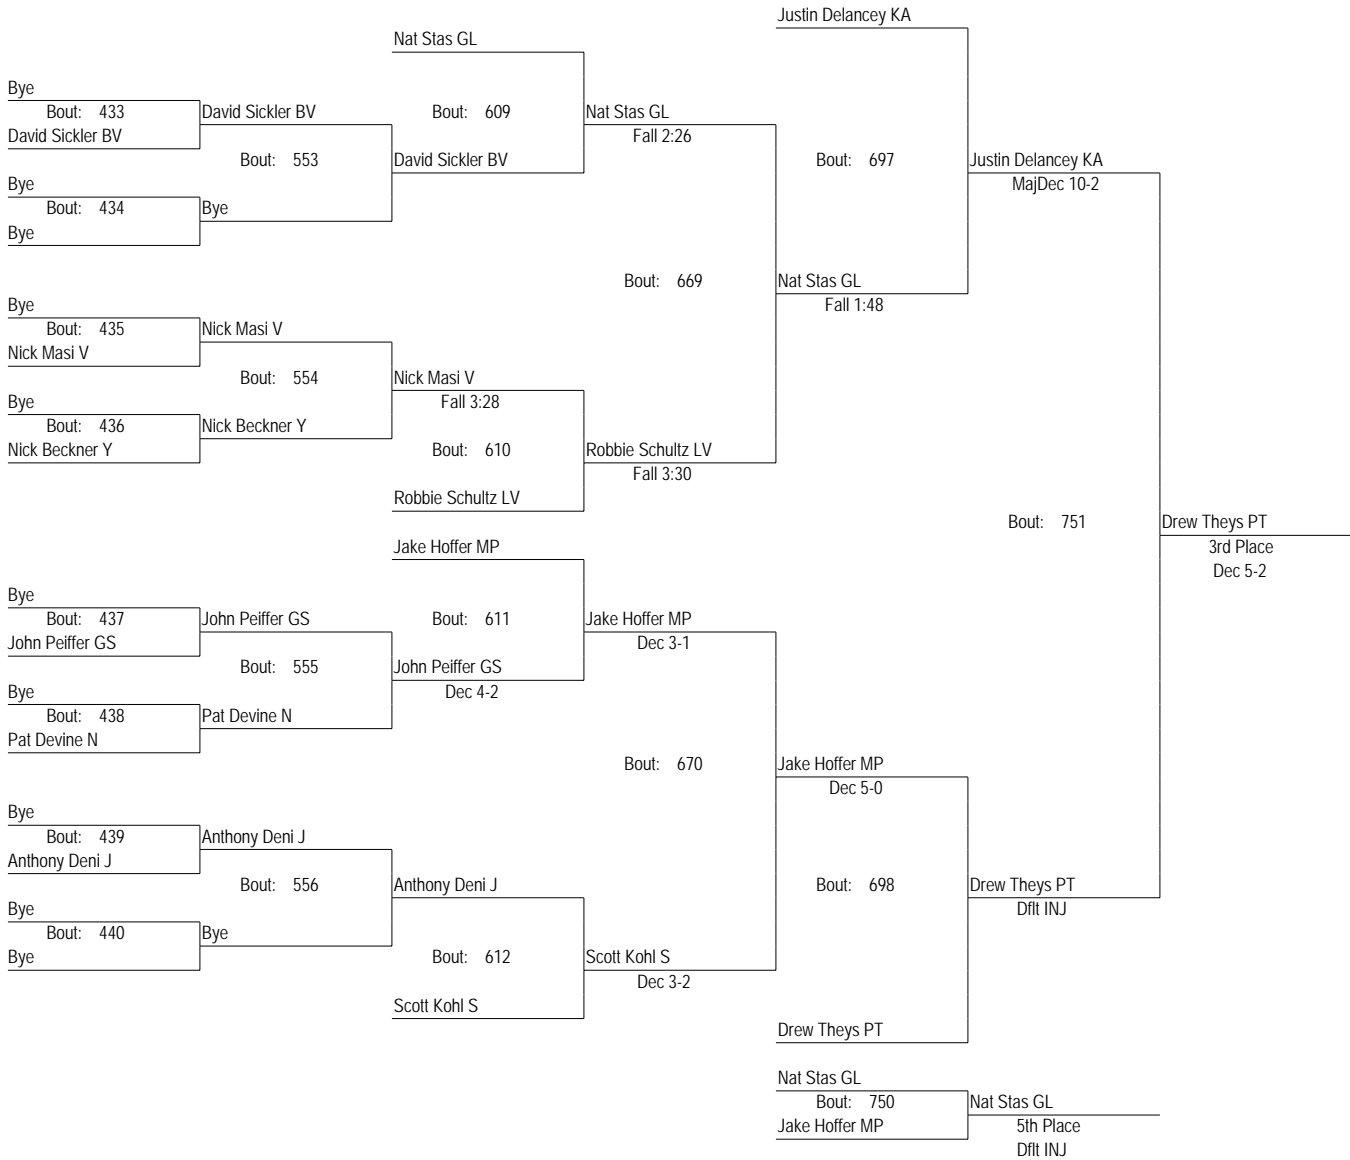 Justin Delancey KA
Nat Stas GL
Bye
Bout: 433
David Sickler BV
David Sickler BV
Bout: 609
Nat Stas GL
Fall 2:26
Bout: 553
David Sickler BV
Bout: 697
Justin Delancey KA
MajDec 10-2
Bye
Bout: 434
Bye
Bye
Bout: 669
Nat Stas GL
Fall 1:48
Bye
Bout: 435
Nick Masi V
Nick Masi V
Bout: 554
Nick Masi V
Fall 3:28
Bye
Bout: 436
Nick Beckner Y
Nick Beckner Y
Bout: 610
Robbie Schultz LV
Fall 3:30
Robbie Schultz LV
Bout: 751
Drew Theys PT
3rd Place
Dec 5-2
Jake Hoffer MP
Bye
Bout: 437
John Peiffer GS
John Peiffer GS
Bout: 611
Jake Hoffer MP
Dec 3-1
Bout: 555
John Peiffer GS
Dec 4-2
Bye
Bout: 438
Pat Devine N
Pat Devine N
Bout: 670
Jake Hoffer MP
Dec 5-0
Bye
Bout: 439
Anthony Deni J
Anthony Deni J
Bout: 556
Anthony Deni J
Bout: 698
Drew Theys PT
Dflt INJ
Bye
Bout: 440
Bye
Bye
Bout: 612
Scott Kohl S
Dec 3-2
Scott Kohl S
Drew Theys PT
Nat Stas GL
Bout: 750
Nat Stas GL
Jake Hoffer MP
5th Place
Dflt INJ